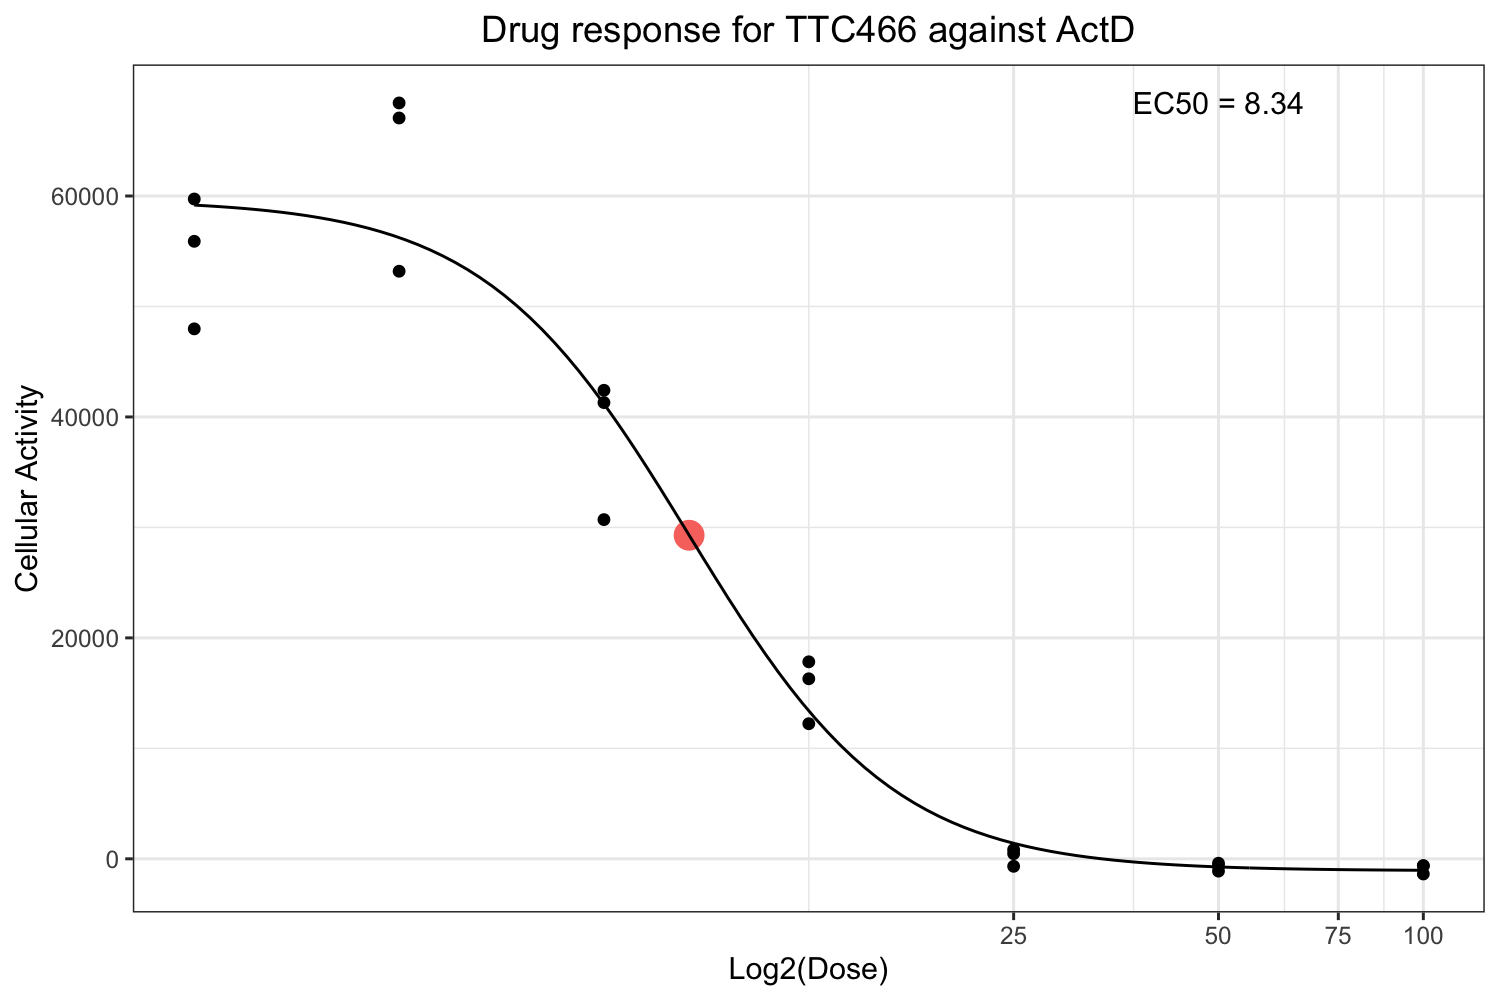 Drug response for TTC466 against ActD
EC50 = 8.34
Cellular Activity
60000
40000
20000
0
25 50 75 100
Log2(Dose)